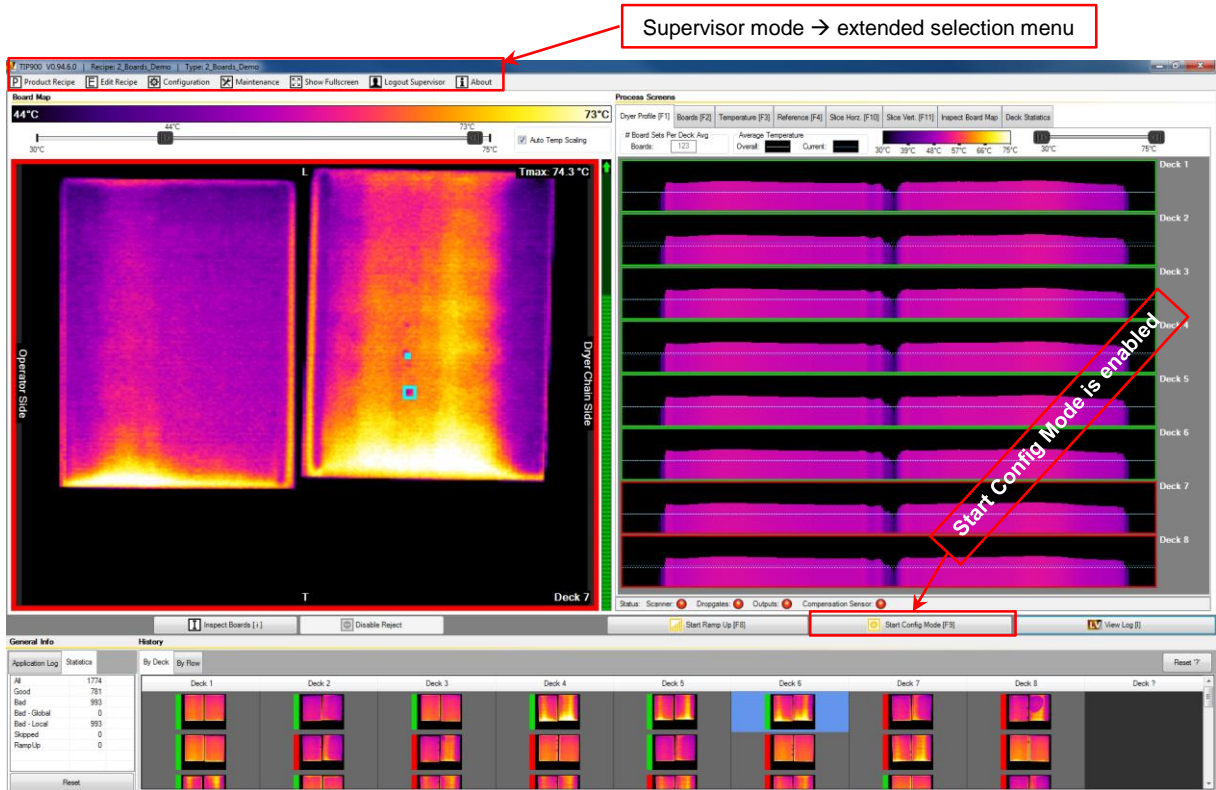 Supervisor mode → extended selection menu
TIP900 V0.94.6.0 | Recipe: 2_Boards_Demo | Type: 2_Boards_Demo
P Product Recipe E Edit Recipe Configuration Maintenance Show Fullscreen Logout Supervisor i About
Board Map
44°C 73°C
44°C 73°C
30°C 75°C
Auto Temp Scaling
L
Tmax: 74.3 °C
Operator Side
Dryer Chain Side
T
Deck 7
Process Screens
Dryer Profile [F1] Boards [F2] Temperature [F3] Reference [F4] Slice Horz. [F10] Slice Vert. [F11] Inspect Board Map Deck Statistics
# Board Sets Per Deck Avg
Boards: 123
Average Temperature
Overall: Current:
30°C 39°C 48°C 57°C 66°C 75°C
30°C 75°C
Deck 1
Deck 2
Deck 3
Deck 4
Deck 5
Deck 6
Deck 7
Deck 8
Start Config Mode is enabled
Status: Scanner: Dropgates: Outputs: Compensation Sensor:
Inspect Boards [i] Disable Reject Start Ramp Up [F8] Start Config Mode [F9] View Log [l]
General Info
Application Log Statistics
All 1774
Good 781
Bad 993
Bad - Global 0
Bad - Local 993
Skipped 0
RampUp 0
Reset
History
By Deck By Row
Reset '?'
Deck 1 Deck 2 Deck 3 Deck 4 Deck 5 Deck 6 Deck 7 Deck 8 Deck ?